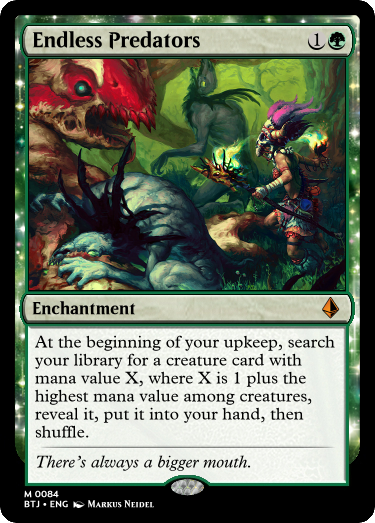 Endless Predators 1
Enchantment
At the beginning of your upkeep, search
your library for a creature card with
mana value X, where X is 1 plus the
highest mana value among creatures,
reveal it, put it into your hand, then
shuffle.
There's always a bigger mouth.
M 0084
BTJ • ENG Markus Neidel